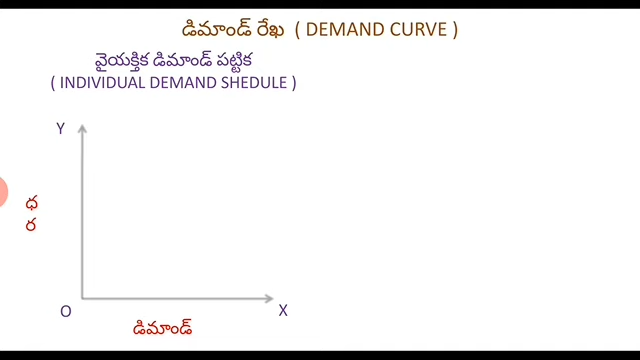 డిమాండ్ రేఖ ( DEMAND CURVE )
వైయక్తిక డిమాండ్ పట్టిక
( INDIVIDUAL DEMAND SHEDULE )
Y
ధ
ర
O
X
డిమాండ్